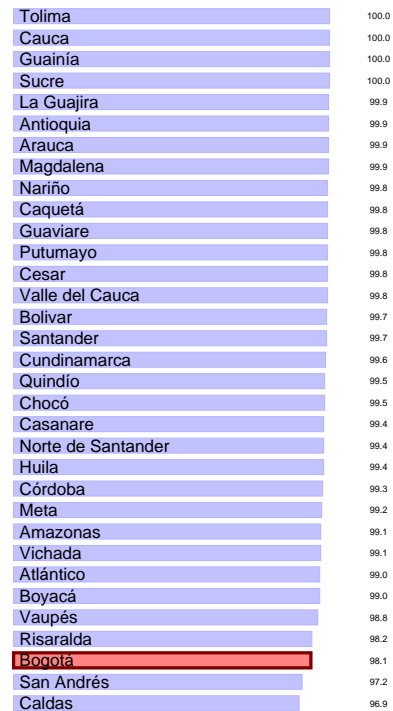 Tolima 100.0
Cauca 100.0
Guainía 100.0
Sucre 100.0
La Guajira 99.9
Antioquia 99.9
Arauca 99.9
Magdalena 99.9
Nariño 99.8
Caquetá 99.8
Guaviare 99.8
Putumayo 99.8
Cesar 99.8
Valle del Cauca 99.8
Bolivar 99.7
Santander 99.7
Cundinamarca 99.6
Quindío 99.5
Chocó 99.5
Casanare 99.4
Norte de Santander 99.4
Huila 99.4
Córdoba 99.3
Meta 99.2
Amazonas 99.1
Vichada 99.1
Atlántico 99.0
Boyacá 99.0
Vaupés 98.8
Risaralda 98.2
Bogotá 98.1
San Andrés 97.2
Caldas 96.9